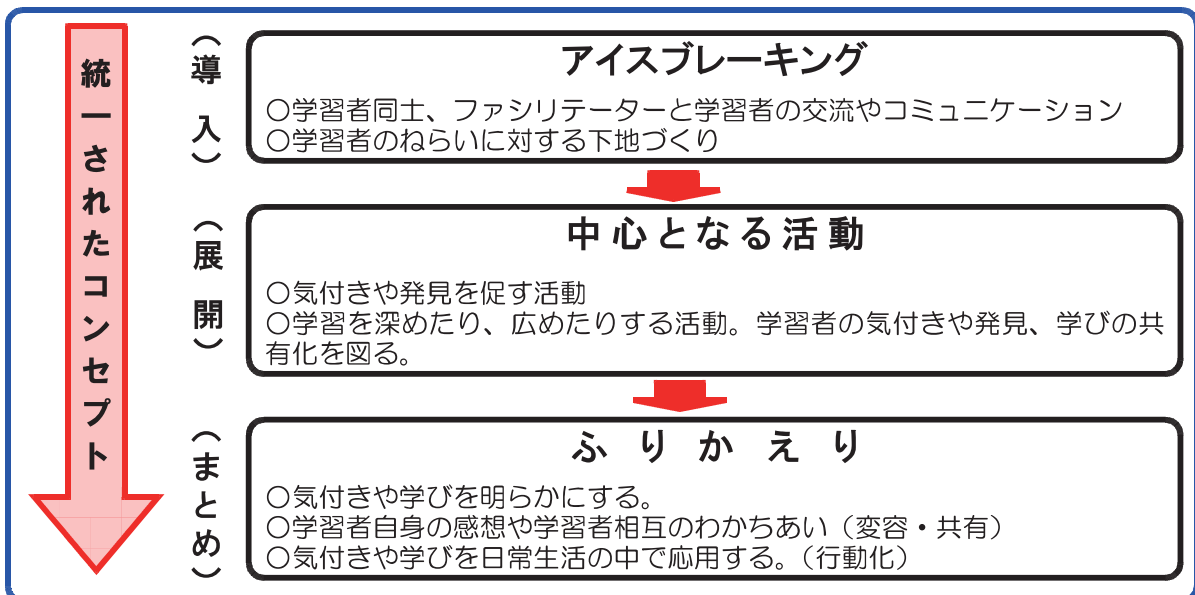 統一されたコンセプト
（導入）
アイスブレーキング
○学習者同士、ファシリテーターと学習者の交流やコミュニケーション
○学習者のねらいに対する下地づくり
（展開）
中心となる活動
○気付きや発見を促す活動
○学習を深めたり、広めたりする活動。学習者の気付きや発見、学びの共
有化を図る。
（まとめ）
ふりかえり
○気付きや学びを明らかにする。
○学習者自身の感想や学習者相互のわかちあい（変容・共有）
○気付きや学びを日常生活の中で応用する。（行動化）